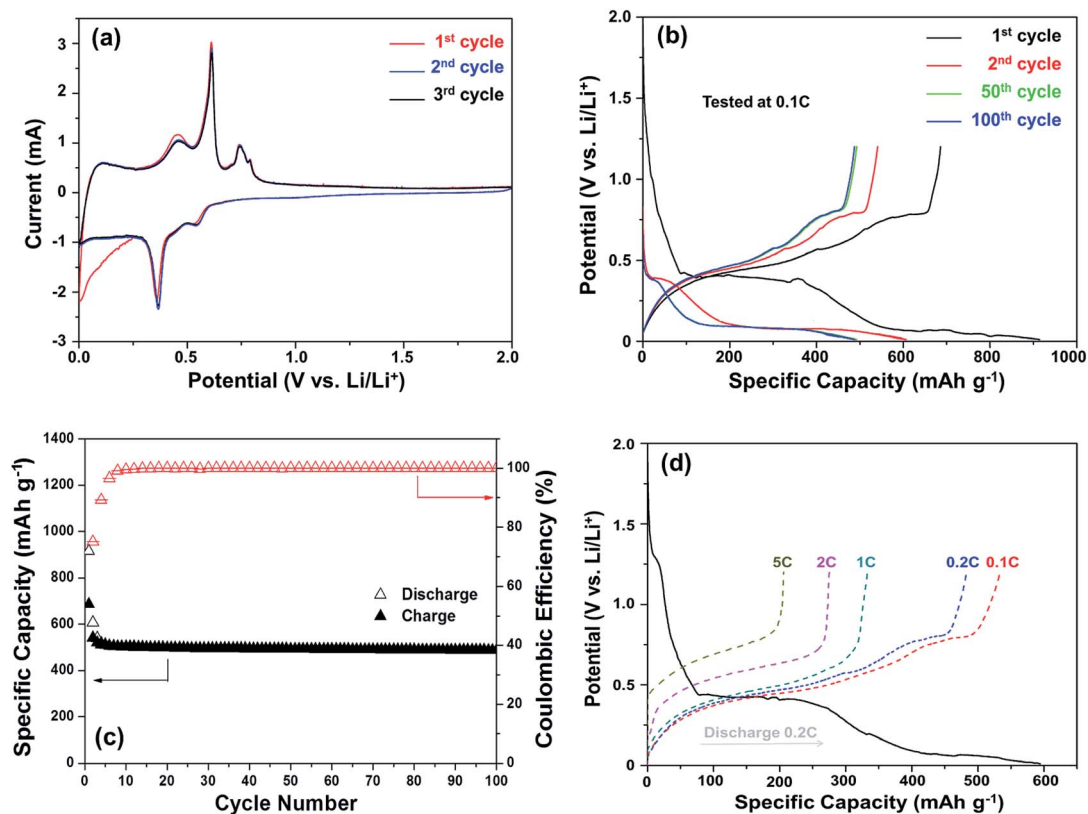 (a)
1st cycle
2nd cycle
3rd cycle
3
2
1
0
-1
-2
-3
Current (mA)
0.0
0.5
1.0
1.5
2.0
Potential (V vs. Li/Li+)
(b)
1st cycle
2nd cycle
50th cycle
100th cycle
Tested at 0.1C
2.0
1.5
1.0
0.5
0
Potential (V vs. Li/Li+)
0
200
400
600
800
1000
Specific Capacity (mAh g-1)
1400
1200
1000
800
600
400
200
0
Specific Capacity (mAh g-1)
100
80
60
40
20
0
Coulombic Efficiency (%)
Discharge
Charge
(c)
0
10
20
30
40
50
60
70
80
90
100
Cycle Number
(d)
2.0
1.5
1.0
0.5
0
Potential (V vs. Li/Li+)
5C
2C
1C
0.2C
0.1C
Discharge 0.2C
0
100
200
300
400
500
600
Specific Capacity (mAh g-1)